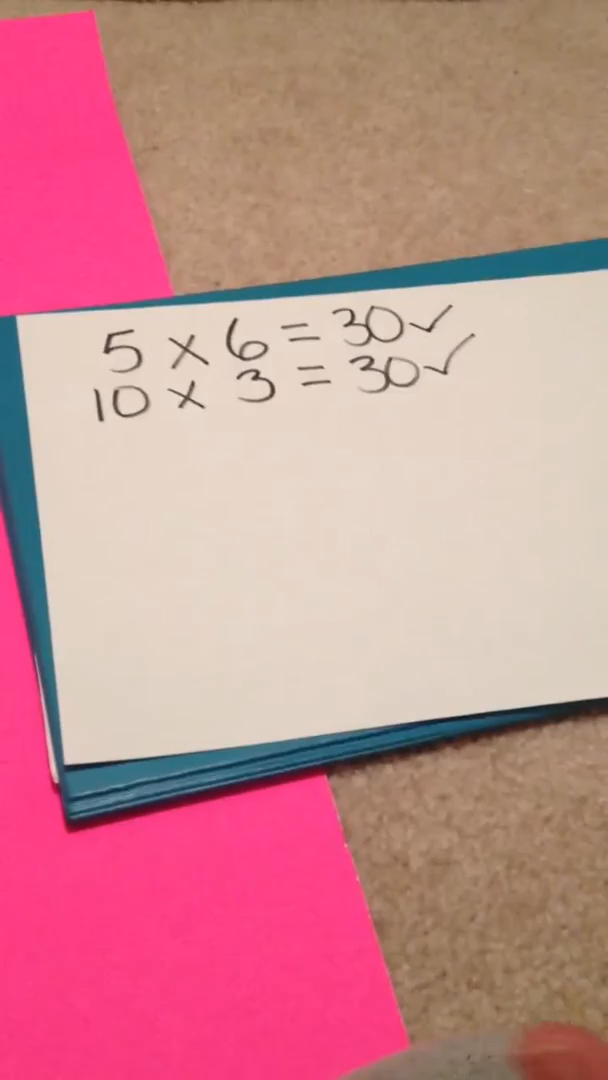 5 × 6 = 30✓
10 × 3 = 30✓